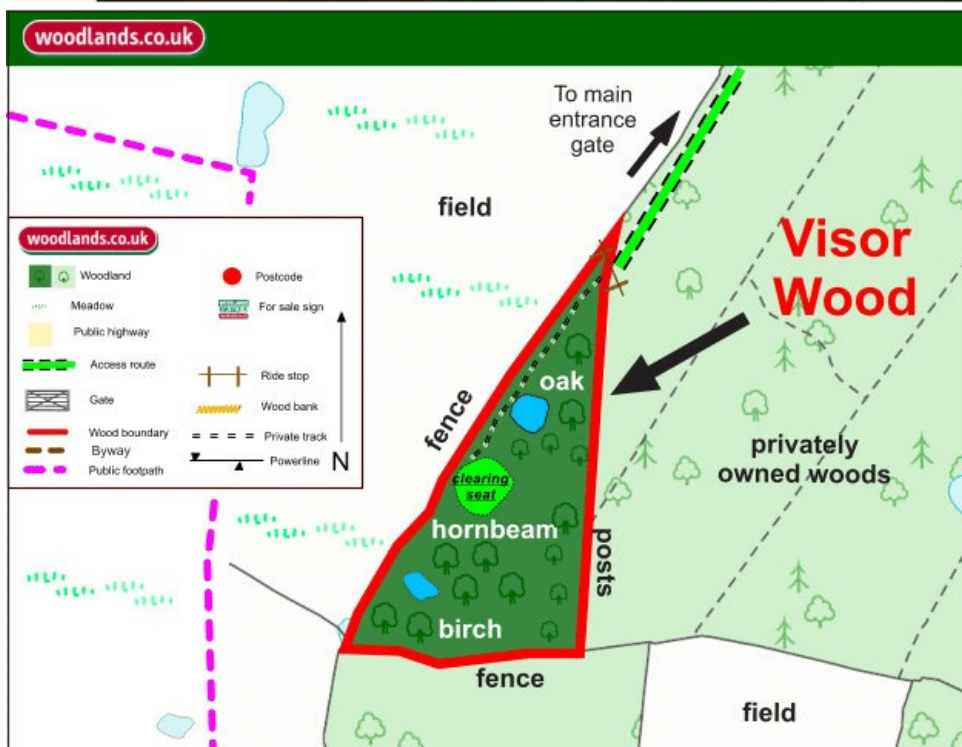 woodlands.co.uk
To main
entrance
gate
field
Visor
Wood
woodlands.co.uk
Woodland
Postcode
Meadow
For sale sign
Public highway
Access route
Ride stop
Gate
Wood bank
Wood boundary
Private track
Byway
Powerline
Public footpath
N
oak
fence
clearing
seat
hornbeam
privately
owned woods
posts
birch
fence
field